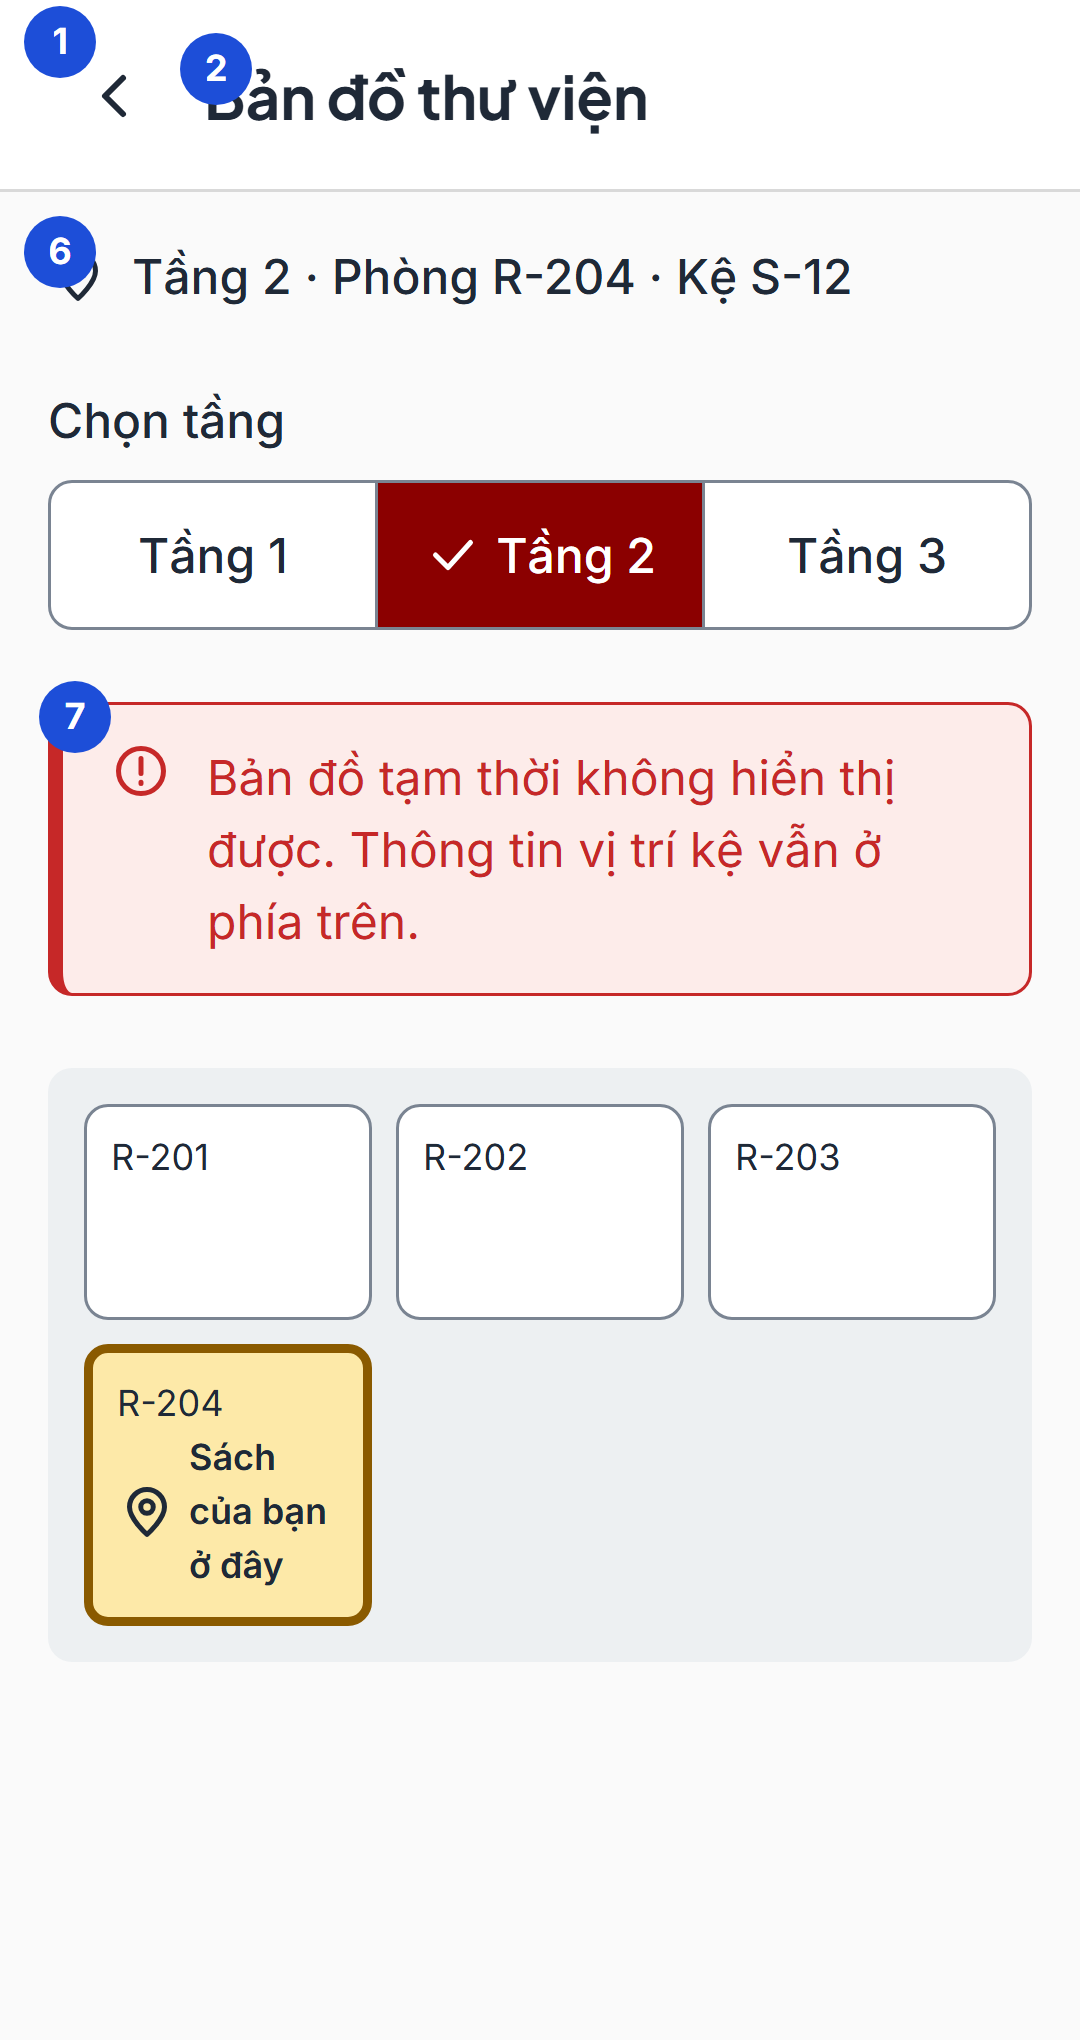 1
2
Bản đồ thư viện
6
Tầng 2 · Phòng R-204 · Kệ S-12
Chọn tầng
Tầng 1
Tầng 2
Tầng 3
7
Bản đồ tạm thời không hiển thị
được. Thông tin vị trí kệ vẫn ở
phía trên.
R-201
R-202
R-203
R-204
Sách
của bạn
ở đây